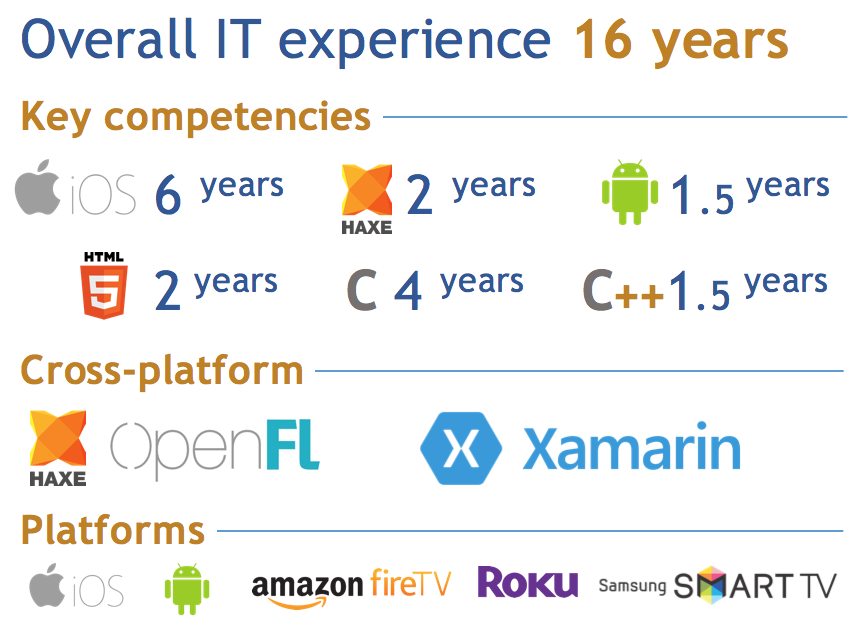 Overall IT experience 16 years
Key competencies
iOS 6 years HAXE 2 years 1.5 years
HTML 5 2 years C 4 years C++ 1.5 years
Cross-platform
HAXE OpenFL X Xamarin
Platforms
iOS amazon fireTV ROKU Samsung SMART TV